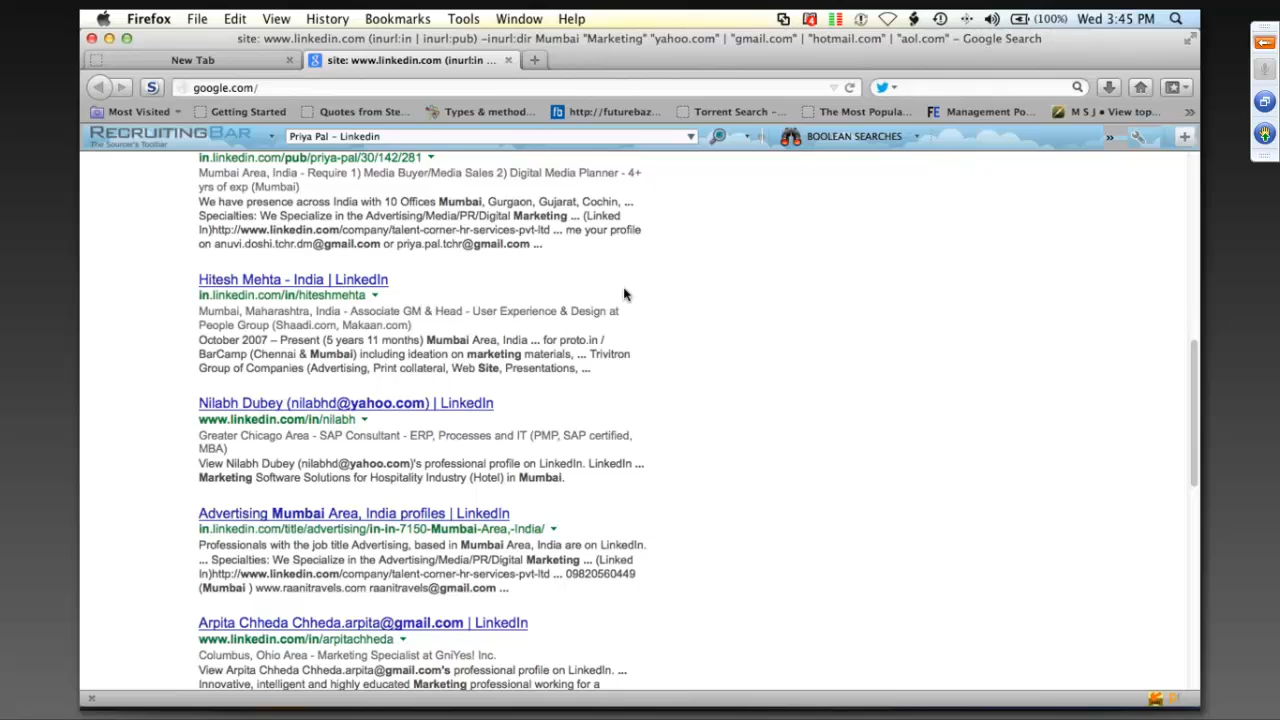 Firefox File Edit View History Bookmarks Tools Window Help (100%) Wed 3:45 PM
site: www.linkedin.com (inurl:in | inurl:pub) –inurl:dir Mumbai "Marketing" "yahoo.com" | "gmail.com" | "hotmail.com" | "aol.com" – Google Search
New Tab site: www.linkedin.com (inurl:in ...
google.com/
Most Visited Getting Started Quotes from Ste... Types & method... http://futurebaz... Torrent Search –... The Most Popula... Management Po... M S J • View top...
RECRUITINGBAR Priya Pal – Linkedin BOOLEAN SEARCHES
The Sourcer's Toolbar
in.linkedin.com/pub/priya-pal/30/142/281
Mumbai Area, India - Require 1) Media Buyer/Media Sales 2) Digital Media Planner - 4+
yrs of exp (Mumbai)
We have presence across India with 10 Offices Mumbai, Gurgaon, Gujarat, Cochin, ...
Specialties: We Specialize in the Advertising/Media/PR/Digital Marketing ... (Linked
In)http://www.linkedin.com/company/talent-corner-hr-services-pvt-ltd ... me your profile
on anuvi.doshi.tchr.dm@gmail.com or priya.pal.tchr@gmail.com ...
Hitesh Mehta - India | LinkedIn
in.linkedin.com/in/hiteshmehta
Mumbai, Maharashtra, India - Associate GM & Head - User Experience & Design at
People Group (Shaadi.com, Makaan.com)
October 2007 – Present (5 years 11 months) Mumbai Area, India ... for proto.in /
BarCamp (Chennai & Mumbai) including ideation on marketing materials, ... Trivitron
Group of Companies (Advertising, Print collateral, Web Site, Presentations, ...
Nilabh Dubey (nilabhd@yahoo.com) | LinkedIn
www.linkedin.com/in/nilabh
Greater Chicago Area - SAP Consultant - ERP, Processes and IT (PMP, SAP certified,
MBA)
View Nilabh Dubey (nilabhd@yahoo.com)'s professional profile on LinkedIn. LinkedIn ...
Marketing Software Solutions for Hospitality Industry (Hotel) in Mumbai.
Advertising Mumbai Area, India profiles | LinkedIn
in.linkedin.com/title/advertising/in-in-7150-Mumbai-Area,-India/
Professionals with the job title Advertising, based in Mumbai Area, India are on LinkedIn.
... Specialties: We Specialize in the Advertising/Media/PR/Digital Marketing ... (Linked
In)http://www.linkedin.com/company/talent-corner-hr-services-pvt-ltd ... 09820560449
(Mumbai ) www.raanitravels.com raanitravels@gmail.com ...
Arpita Chheda Chheda.arpita@gmail.com | LinkedIn
www.linkedin.com/in/arpitachheda
Columbus, Ohio Area - Marketing Specialist at GniYes! Inc.
View Arpita Chheda Chheda.arpita@gmail.com's professional profile on LinkedIn. ...
Innovative, intelligent and highly educated Marketing professional working for a